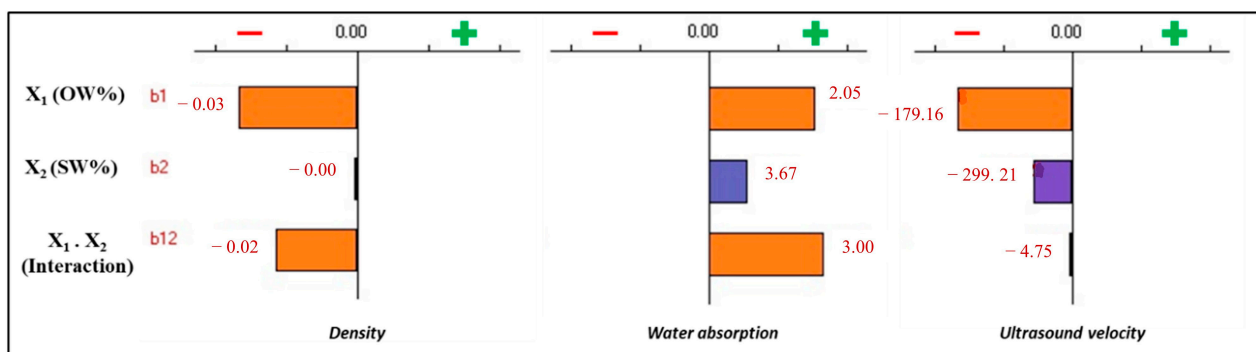 − 0.00 + − 0.00 + − 0.00 +
X₁ (OW%) b1 − 0.03 2.05 − 179.16
X₂ (SW%) b2 − 0.00 3.67 − 299. 21
X₁ . X₂ b12 − 0.02 3.00 − 4.75
(Interaction)
Density Water absorption Ultrasound velocity